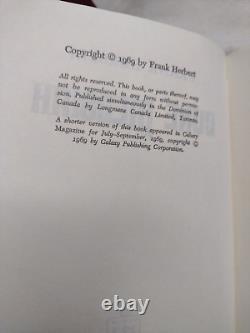 Copyright © 1969 by Frank Herbert
All rights reserved. This book, or parts thereof, may
not be reproduced in any form without permis-
sion. Published simultaneously in the Dominion of
Canada by Longmans Canada Limited, Toronto.
A shorter version of this book appeared in Galaxy
Magazine for July-September, 1969, copyright ©
1969 by Galaxy Publishing Corporation.